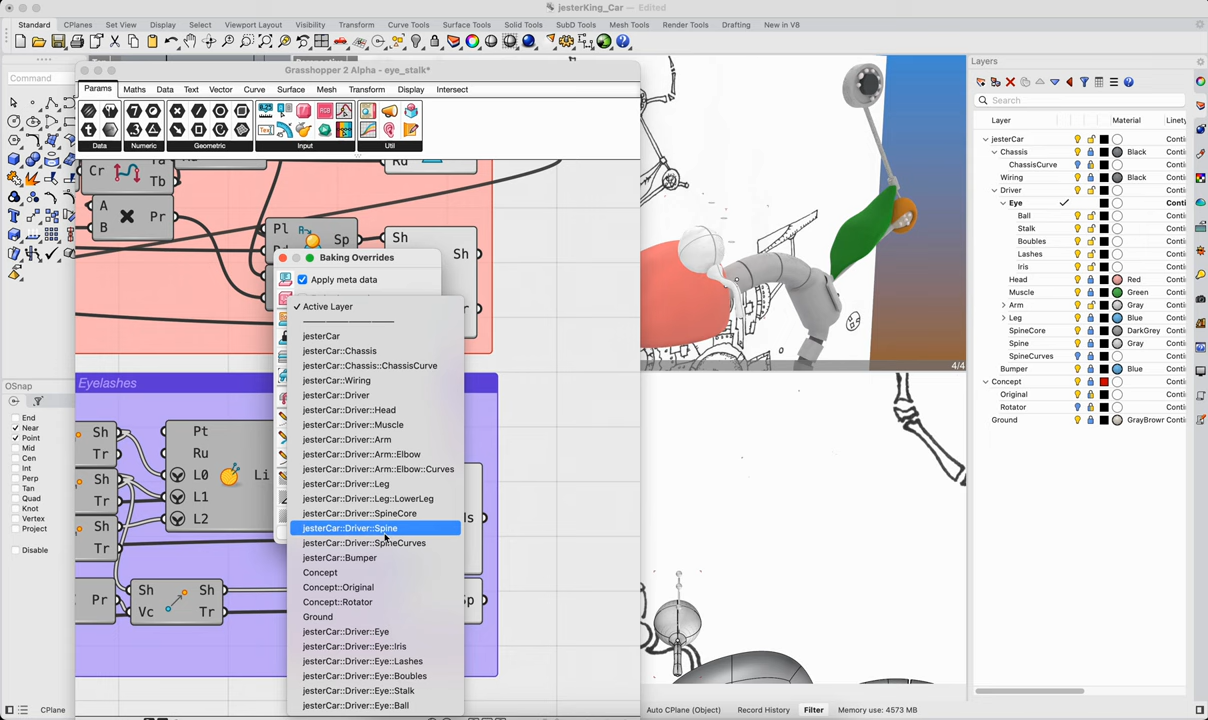 jesterKing_Car — Edited
Standard CPlanes Set View Display Select Viewport Layout Visibility Transform Curve Tools Surface Tools Solid Tools SubD Tools Mesh Tools Render Tools Drafting New in V8
Command
Grasshopper 2 Alpha - eye_stalk*
Params Maths Data Text Vector Curve Surface Mesh Transform Display Intersect
Data Numeric Geometric Input Util
Cr Ta
Tb
Ru
A
B
Pr
Pl
Sp
Sh
Sh
Baking Overrides
Apply meta data
Active Layer
jesterCar
jesterCar::Chassis
jesterCar::Chassis::ChassisCurve
jesterCar::Wiring
jesterCar::Driver
jesterCar::Driver::Head
jesterCar::Driver::Muscle
jesterCar::Driver::Arm
jesterCar::Driver::Arm::Elbow
jesterCar::Driver::Arm::Elbow::Curves
jesterCar::Driver::Leg
jesterCar::Driver::Leg::LowerLeg
jesterCar::Driver::SpineCore
jesterCar::Driver::Spine
jesterCar::Driver::SpineCurves
jesterCar::Bumper
Concept
Concept::Original
Concept::Rotator
Ground
jesterCar::Driver::Eye
jesterCar::Driver::Eye::Iris
jesterCar::Driver::Eye::Lashes
jesterCar::Driver::Eye::Boubles
jesterCar::Driver::Eye::Stalk
jesterCar::Driver::Eye::Ball
Eyelashes
Sh
Tr
Sh
Tr
Sh
Tr
Pt
Ru
L0
L1
L2
Li
Pr
Sh
Vc
Sh
Tr
OSnap
End
Near
Point
Mid
Cen
Int
Perp
Tan
Quad
Knot
Vertex
Project
Disable
4/4
Layers
Search
Layer Material
jesterCar
Chassis Black
ChassisCurve
Wiring Black
Driver
Eye
Ball
Stalk
Boubles
Lashes
Iris
Head Red
Muscle Green
Arm Gray
Leg Blue
SpineCore DarkGrey
Spine Gray
SpineCurves
Bumper Blue
Concept
Original
Rotator
Ground GrayBrown
CPlane
Auto CPlane (Object) Record History Filter Memory use: 4573 MB